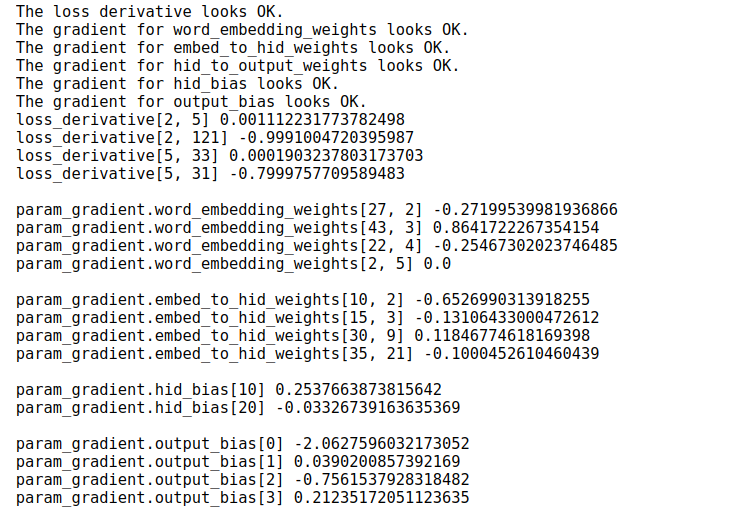 The loss derivative looks OK.
The gradient for word_embedding_weights looks OK.
The gradient for embed_to_hid_weights looks OK.
The gradient for hid_to_output_weights looks OK.
The gradient for hid_bias looks OK.
The gradient for output_bias looks OK.
loss_derivative[2, 5] 0.001112231773782498
loss_derivative[2, 121] -0.9991004720395987
loss_derivative[5, 33] 0.0001903237803173703
loss_derivative[5, 31] -0.7999757709589483

param_gradient.word_embedding_weights[27, 2] -0.27199539981936866
param_gradient.word_embedding_weights[43, 3] 0.8641722267354154
param_gradient.word_embedding_weights[22, 4] -0.25467302023746485
param_gradient.word_embedding_weights[2, 5] 0.0

param_gradient.embed_to_hid_weights[10, 2] -0.6526990313918255
param_gradient.embed_to_hid_weights[15, 3] -0.13106433000472612
param_gradient.embed_to_hid_weights[30, 9] 0.11846774618169398
param_gradient.embed_to_hid_weights[35, 21] -0.1000452610460439

param_gradient.hid_bias[10] 0.2537663873815642
param_gradient.hid_bias[20] -0.03326739163635369

param_gradient.output_bias[0] -2.0627596032173052
param_gradient.output_bias[1] 0.0390200857392169
param_gradient.output_bias[2] -0.7561537928318482
param_gradient.output_bias[3] 0.21235172051123635